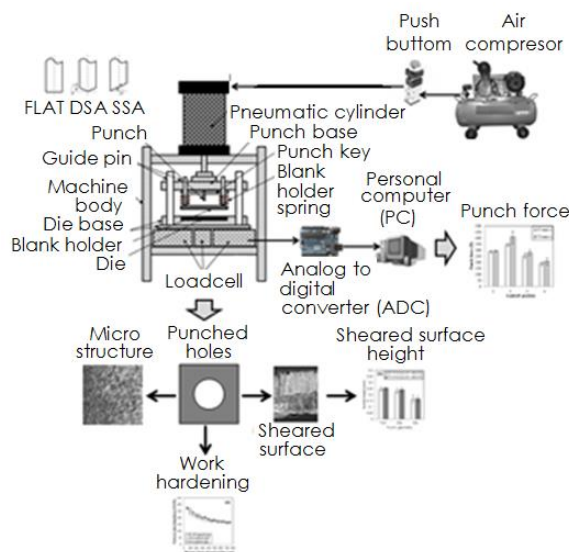 Push
buttom
Air
compresor
FLAT DSA SSA
Pneumatic cylinder
Punch
Punch base
Guide pin
Punch key
Machine
body
Blank
holder
spring
Die base
Blank holder
Die
Personal
computer
(PC)
Punch force
Loadcell
Analog to
digital
converter (ADC)
Micro
structure
Punched
holes
Sheared surface
height
Sheared
surface
Work
hardening